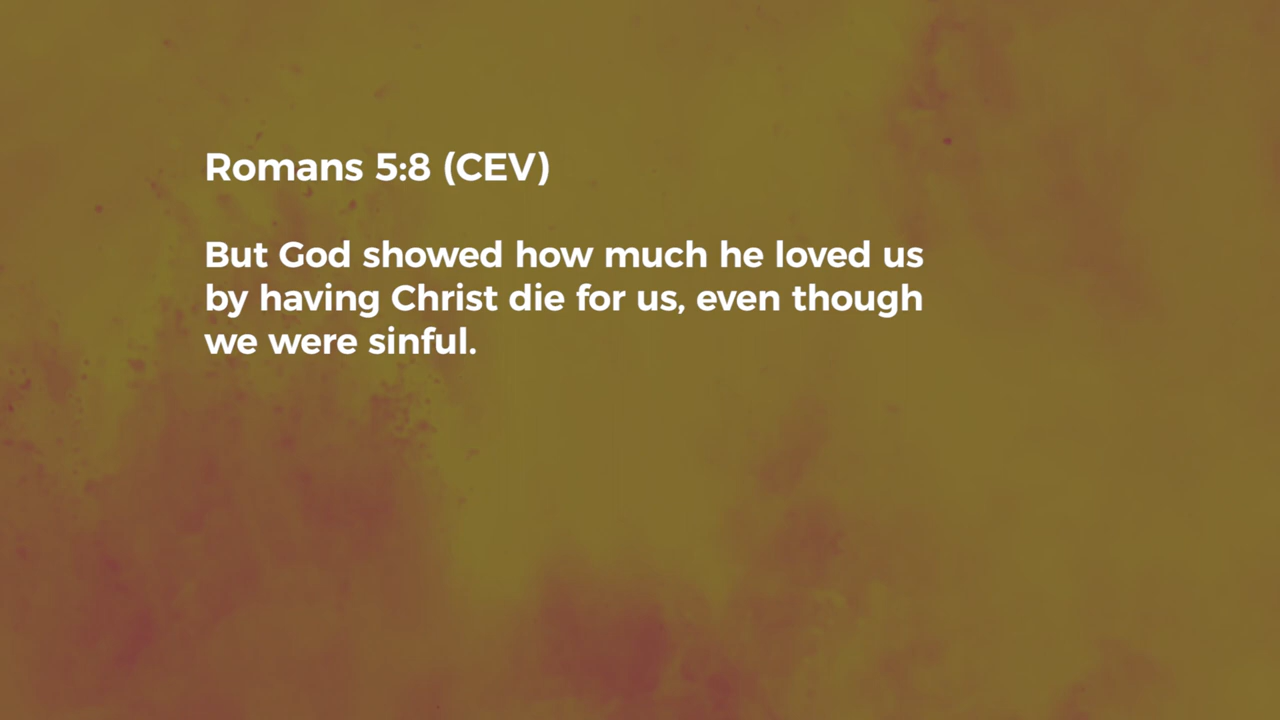 Romans 5:8 (CEV)
But God showed how much he loved us
by having Christ die for us, even though
we were sinful.